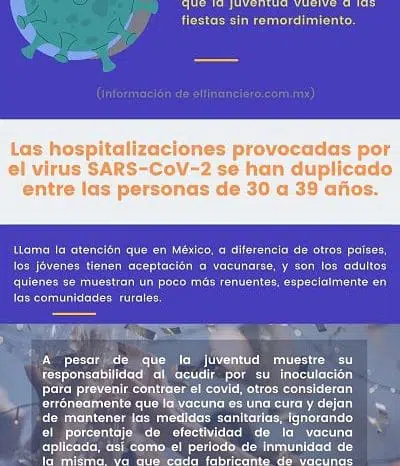 que la juventud vuelve a las
fiestas sin remordimiento.
(Información de elfinanciero.com.mx)
Las hospitalizaciones provocadas por
el virus SARS-CoV-2 se han duplicado
entre las personas de 30 a 39 años.
LLama la atención que en México, a diferencia de otros países,
los jóvenes tienen aceptación a vacunarse, y son los adultos
quienes se muestran un poco más renuentes, especialmente en
las comunidades rurales.
A pesar de que la juventud muestre su
responsabilidad al acudir por su inoculación
para prevenir contraer el covid, otros consideran
erróneamente que la vacuna es una cura y dejan
de mantener las medidas sanitarias, ignorando
el porcentaje de efectividad de la vacuna
aplicada, así como el periodo de inmunidad de
la misma, ya que cada fabricante de vacunas